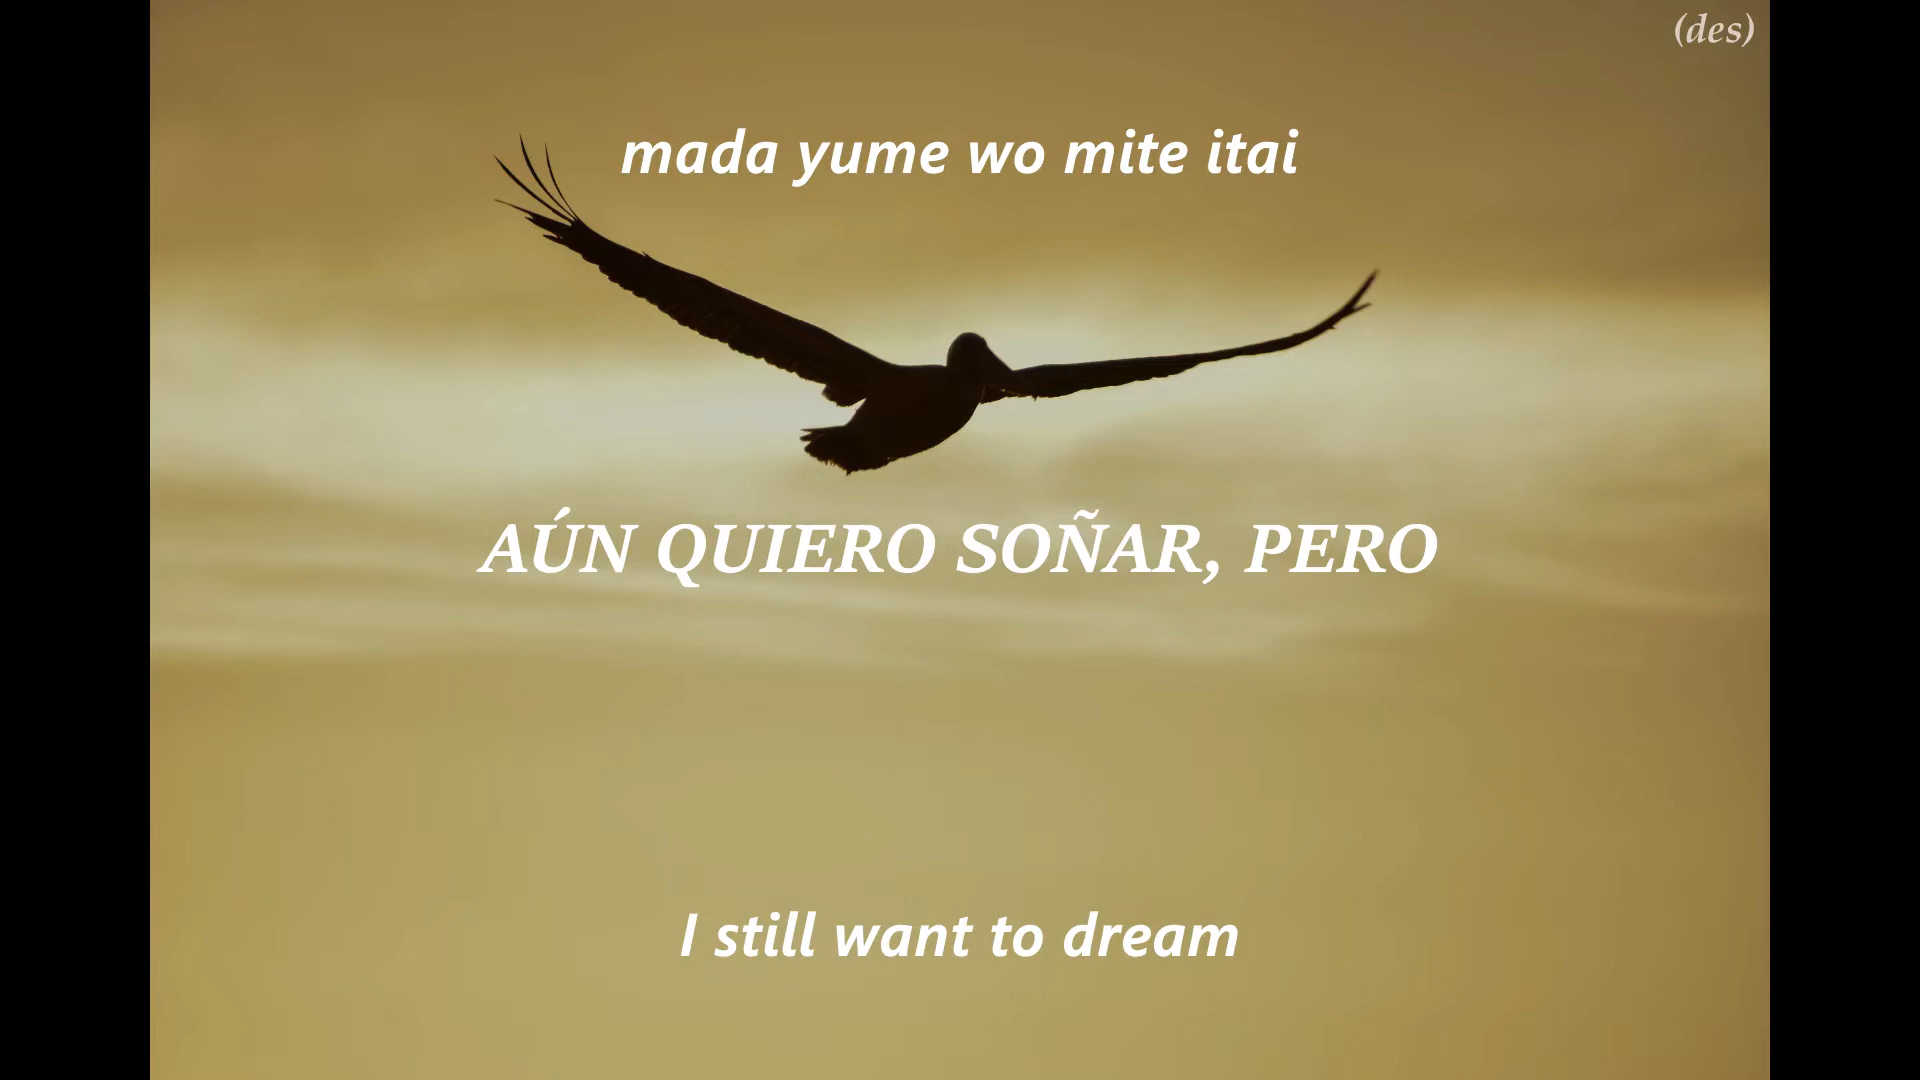 (des)
mada yume wo mite itai
AÚN QUIERO SOÑAR, PERO
I still want to dream